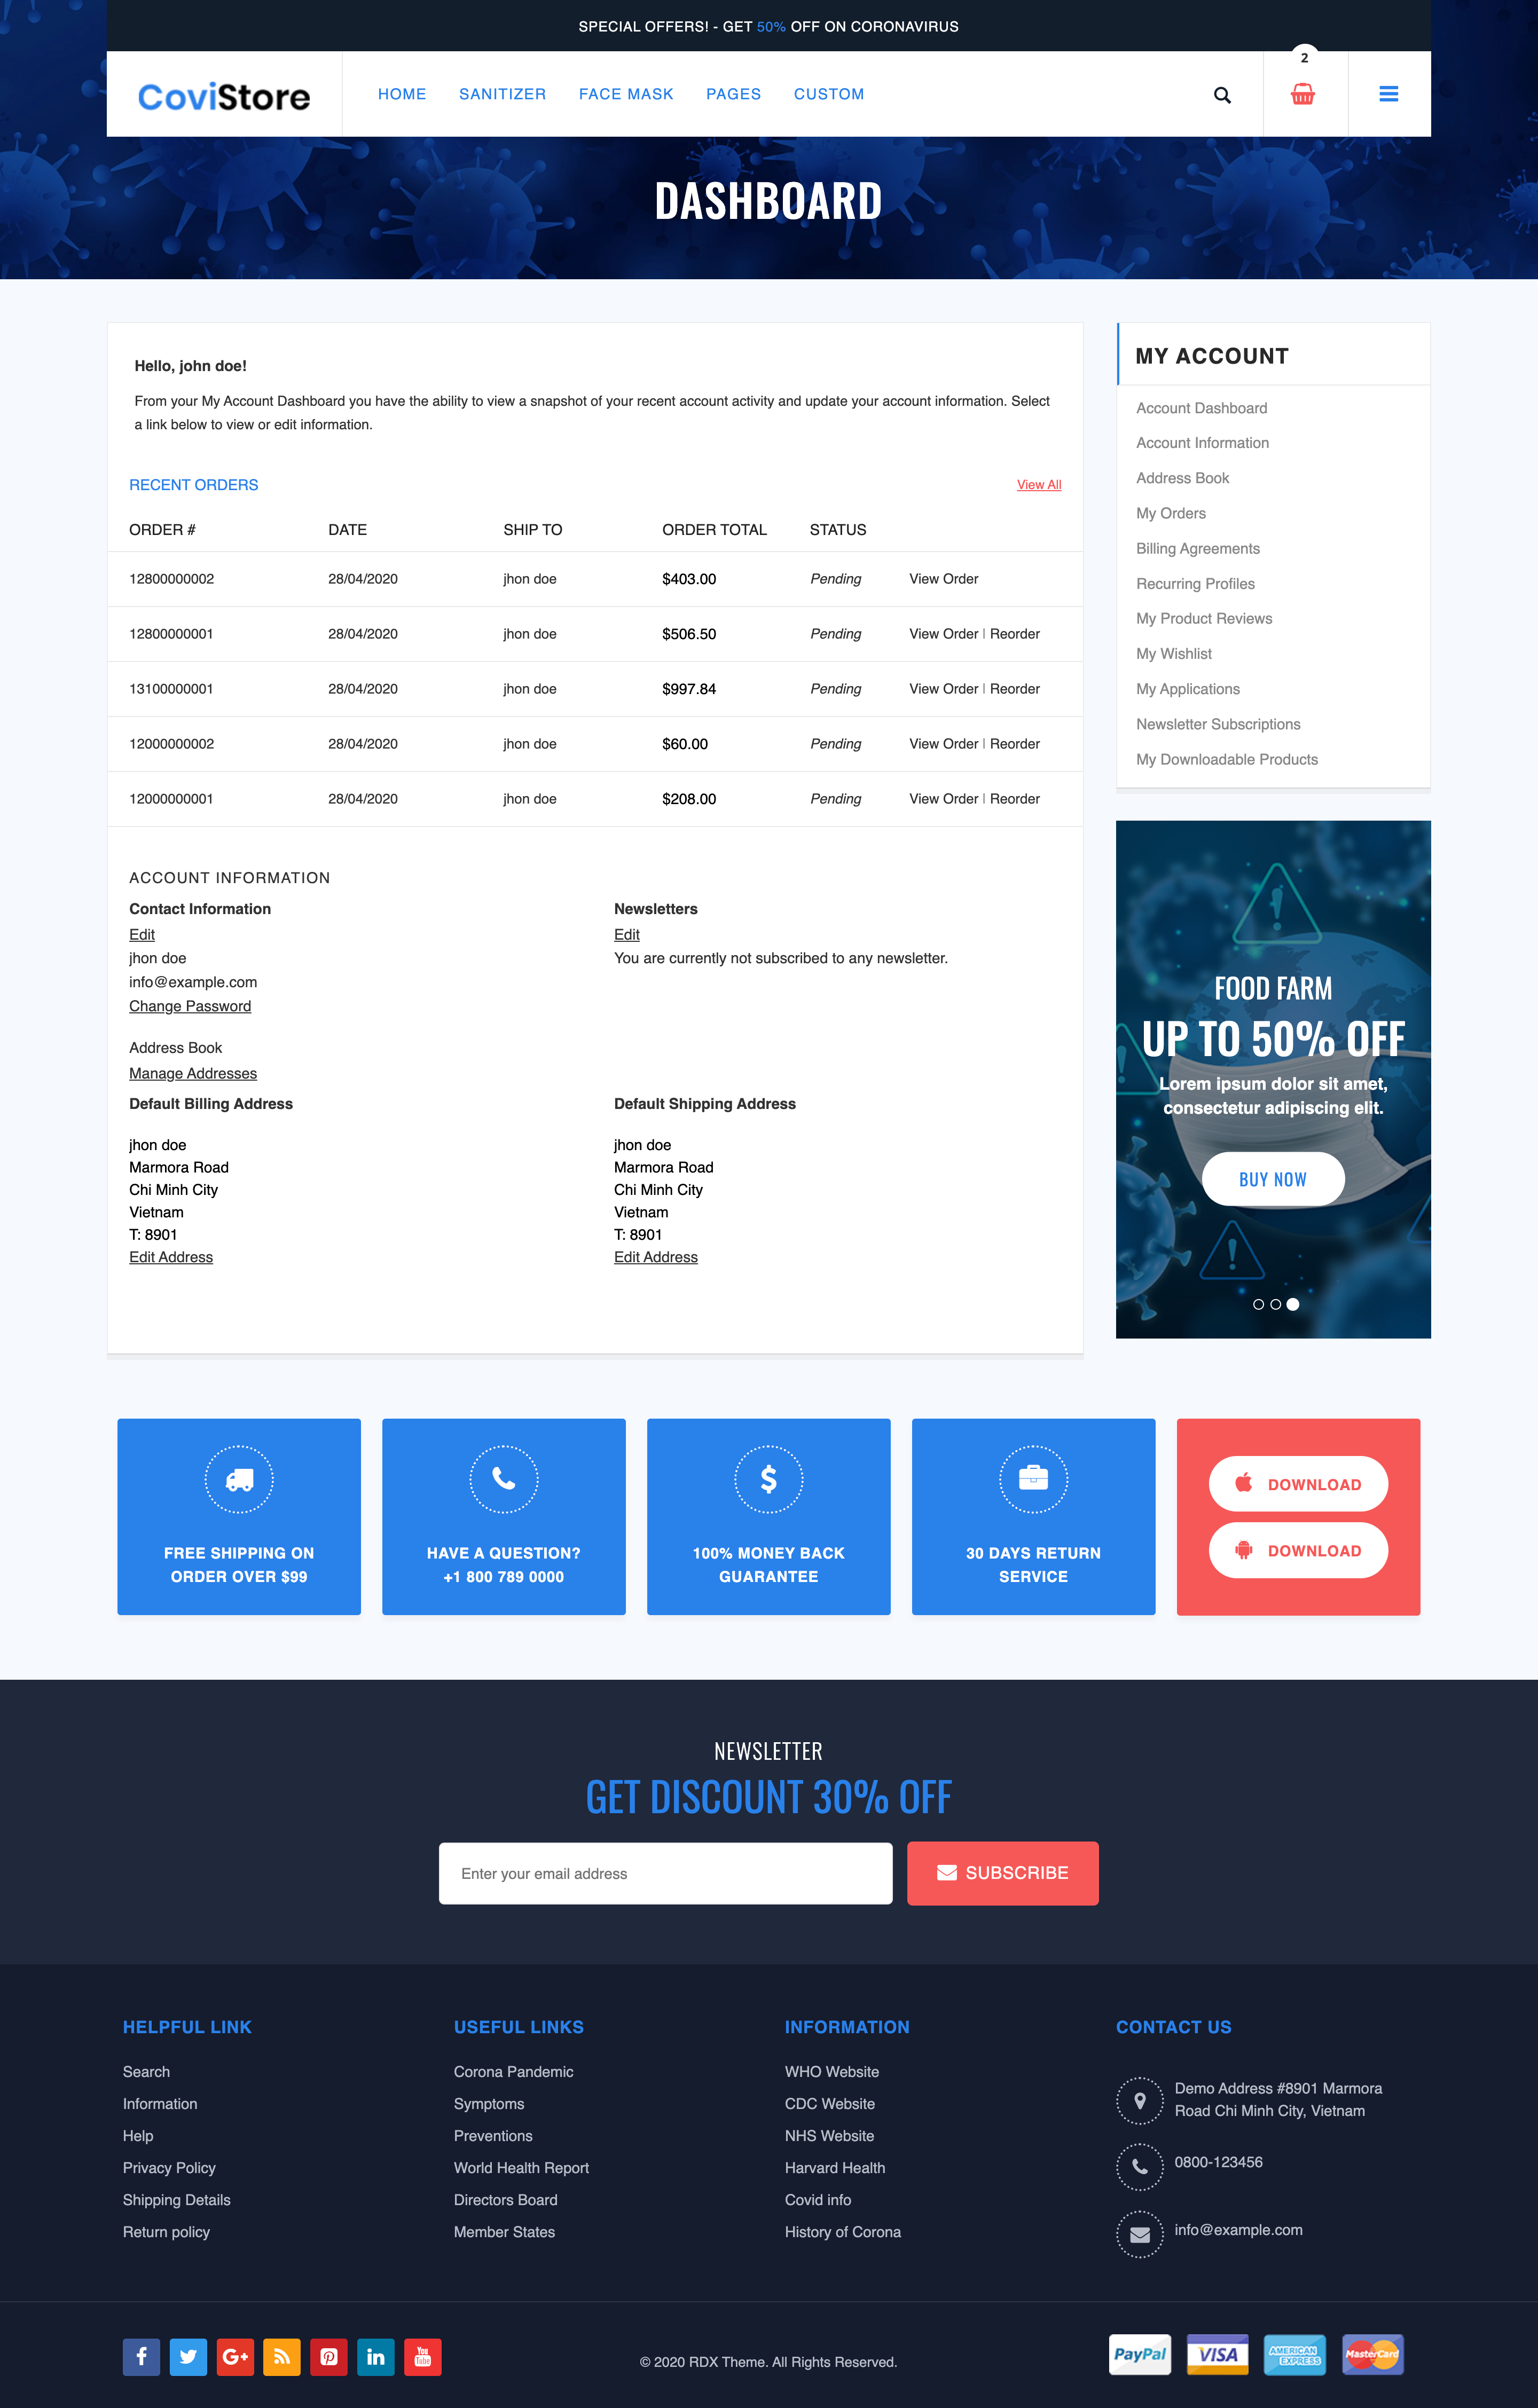 SPECIAL OFFERS! - GET 50% OFF ON CORONAVIRUS
CoviStore
HOME SANITIZER FACE MASK PAGES CUSTOM
2
DASHBOARD
Hello, john doe!
From your My Account Dashboard you have the ability to view a snapshot of your recent account activity and update your account information. Select
a link below to view or edit information.
RECENT ORDERS View All
ORDER # DATE SHIP TO ORDER TOTAL STATUS
12800000002 28/04/2020 jhon doe $403.00 Pending View Order
12800000001 28/04/2020 jhon doe $506.50 Pending View Order | Reorder
13100000001 28/04/2020 jhon doe $997.84 Pending View Order | Reorder
12000000002 28/04/2020 jhon doe $60.00 Pending View Order | Reorder
12000000001 28/04/2020 jhon doe $208.00 Pending View Order | Reorder
ACCOUNT INFORMATION
Contact Information
Edit
jhon doe
info@example.com
Change Password
Newsletters
Edit
You are currently not subscribed to any newsletter.
Address Book
Manage Addresses
Default Billing Address
jhon doe
Marmora Road
Chi Minh City
Vietnam
T: 8901
Edit Address
Default Shipping Address
jhon doe
Marmora Road
Chi Minh City
Vietnam
T: 8901
Edit Address
MY ACCOUNT
Account Dashboard
Account Information
Address Book
My Orders
Billing Agreements
Recurring Profiles
My Product Reviews
My Wishlist
My Applications
Newsletter Subscriptions
My Downloadable Products
FOOD FARM
UP TO 50% OFF
Lorem ipsum dolor sit amet,
consectetur adipiscing elit.
BUY NOW
FREE SHIPPING ON
ORDER OVER $99
HAVE A QUESTION?
+1 800 789 0000
100% MONEY BACK
GUARANTEE
30 DAYS RETURN
SERVICE
DOWNLOAD
DOWNLOAD
NEWSLETTER
GET DISCOUNT 30% OFF
Enter your email address
SUBSCRIBE
HELPFUL LINK
Search
Information
Help
Privacy Policy
Shipping Details
Return policy
USEFUL LINKS
Corona Pandemic
Symptoms
Preventions
World Health Report
Directors Board
Member States
INFORMATION
WHO Website
CDC Website
NHS Website
Harvard Health
Covid info
History of Corona
CONTACT US
Demo Address #8901 Marmora
Road Chi Minh City, Vietnam
0800-123456
info@example.com
You
Tube
© 2020 RDX Theme. All Rights Reserved.
PayPal
VISA
AMERICAN
EXPRESS
MasterCard